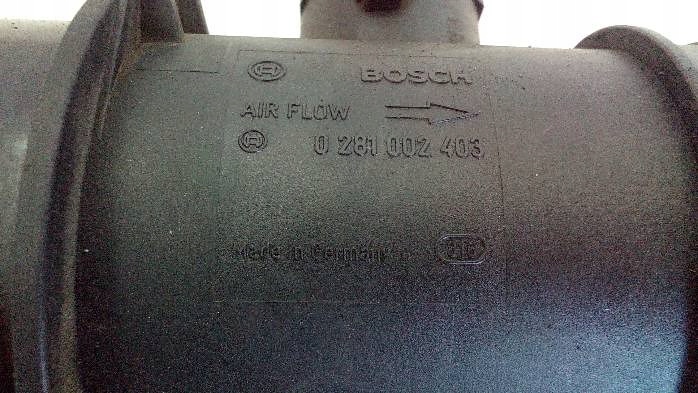 BOSCH
AIR FLOW
0 281 002 403
Made in Germany